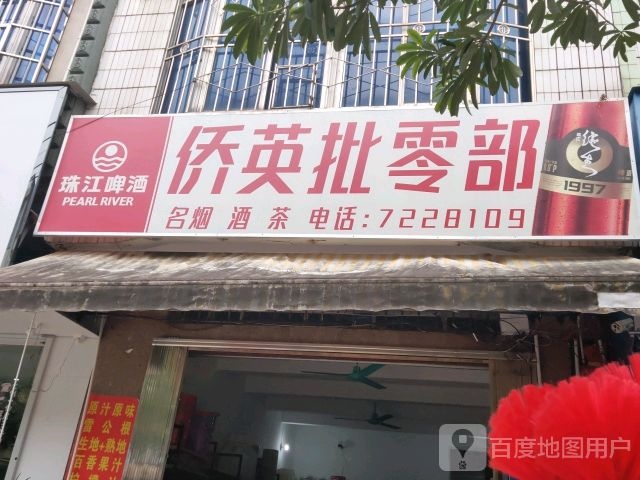 珠江啤酒
PEARL RIVER
侨英批零部
名烟 酒 茶 电话:7228109
1997
原汁原味
雷公根
生地+熟地
百香果汁
百度地图用户